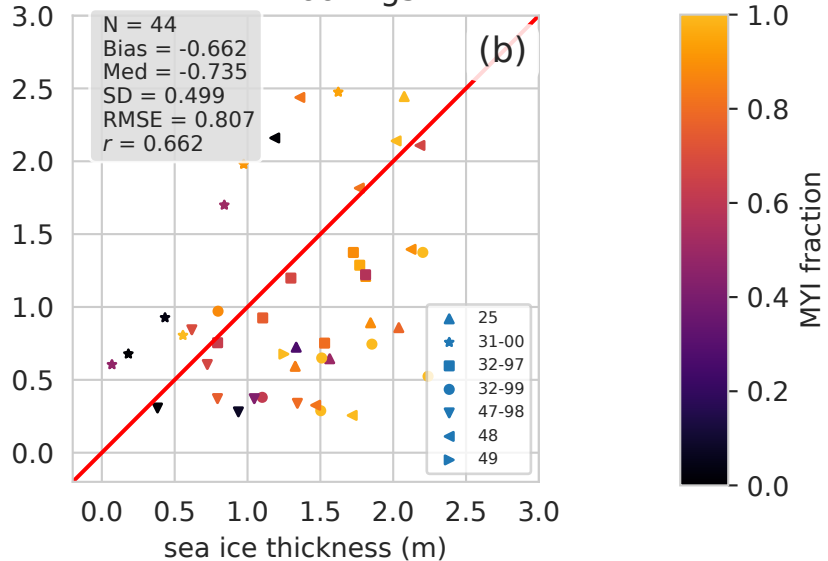 N = 44
Bias = -0.662
Med = -0.735
SD = 0.499
RMSE = 0.807
r = 0.662
(b)
3.0
2.5
2.0
1.5
1.0
0.5
0.0
0.0 0.5 1.0 1.5 2.0 2.5 3.0
sea ice thickness (m)
25
31-00
32-97
32-99
47-98
48
49
1.0
0.8
0.6
0.4
0.2
0.0
MYI fraction